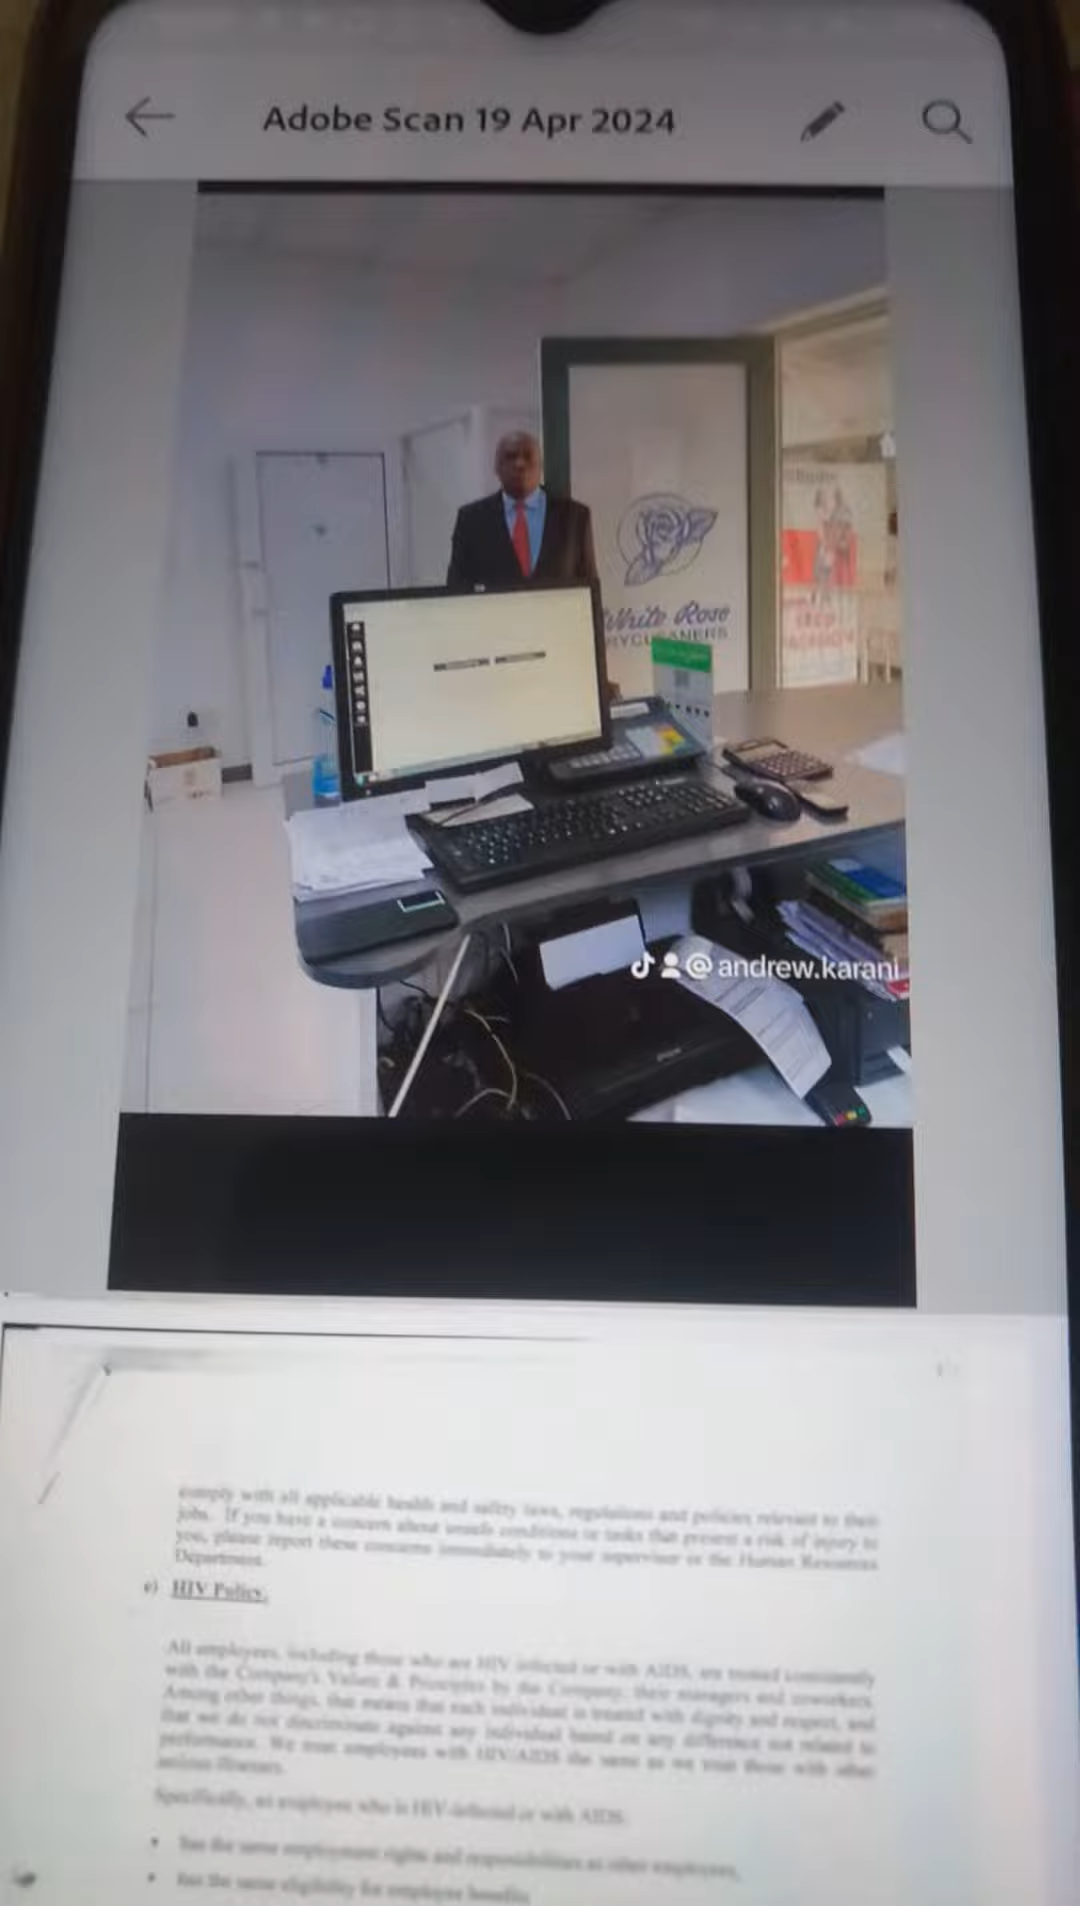 Adobe Scan 19 Apr 2024
White Rose
DRYCLEANERS
@andrew.karani
comply with all applicable health and safety laws, regulations and policies relevant to their
jobs. If you have a concern about unsafe conditions or tasks that present a risk of injury to
you, please report these concerns immediately to your supervisor or the Human Resources
Department.
e) HIV Policy.
All employees, including those who are HIV infected or with AIDS, are treated consistently
with the Company's Values & Principles by the Company, their managers and coworkers.
Among other things, that means that each individual is treated with dignity and respect, and
that we do not discriminate against any individual based on any difference not related to
performance. We treat employees with HIV/AIDS the same as we treat those with other
serious illnesses.
Specifically, an employee who is HIV-infected or with AIDS:
• has the same employment rights and responsibilities as other employees,
• has the same eligibility for employee benefits